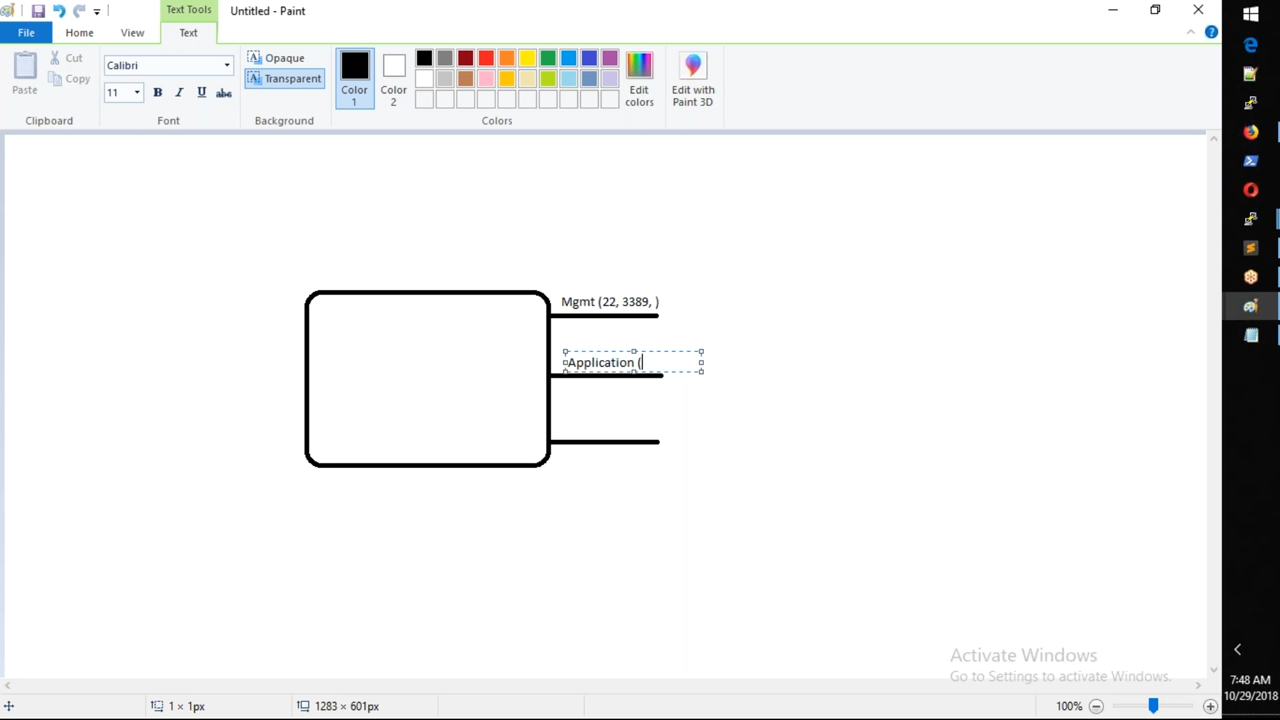 Text Tools
Untitled - Paint
File
Home
View
Text
Paste
Cut
Copy
Clipboard
Calibri
11
B I U abc
Font
Opaque
Transparent
Background
Color 1
Color 2
Edit colors
Colors
Edit with Paint 3D
Mgmt (22, 3389, )
Application (
Activate Windows
Go to Settings to activate Windows.
1 × 1px
1283 × 601px
100%
7:48 AM
10/29/2018